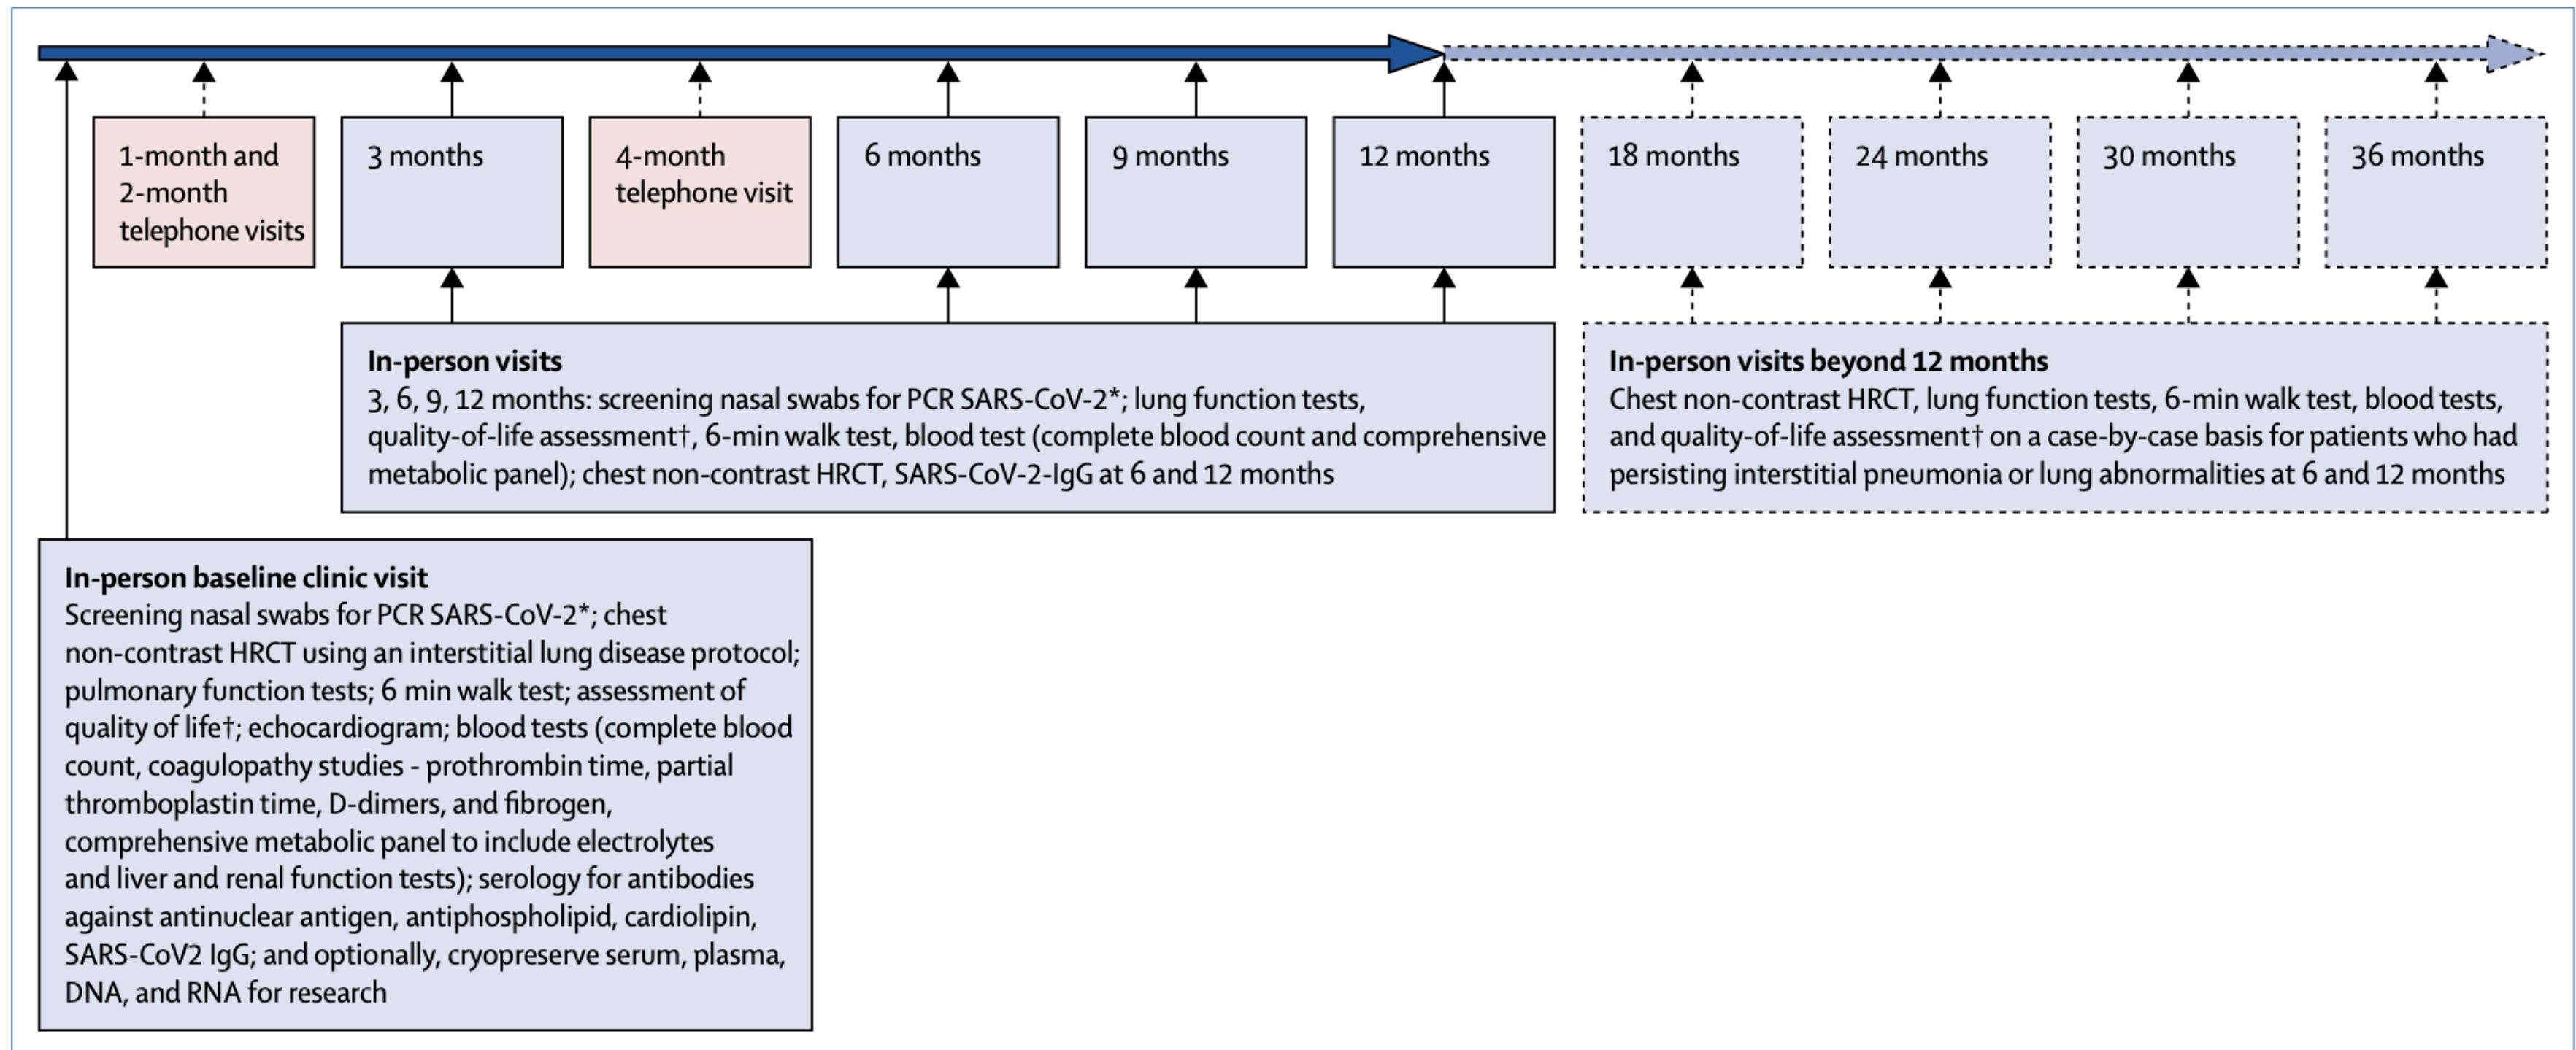 1-month and
2-month
telephone visits
3 months
4-month
telephone visit
6 months
9 months
12 months
18 months
24 months
30 months
36 months
In-person visits
3, 6, 9, 12 months: screening nasal swabs for PCR SARS-CoV-2*; lung function tests,
quality-of-life assessment†, 6-min walk test, blood test (complete blood count and comprehensive
metabolic panel); chest non-contrast HRCT, SARS-CoV-2-IgG at 6 and 12 months
In-person visits beyond 12 months
Chest non-contrast HRCT, lung function tests, 6-min walk test, blood tests,
and quality-of-life assessment† on a case-by-case basis for patients who had
persisting interstitial pneumonia or lung abnormalities at 6 and 12 months
In-person baseline clinic visit
Screening nasal swabs for PCR SARS-CoV-2*; chest
non-contrast HRCT using an interstitial lung disease protocol;
pulmonary function tests; 6 min walk test; assessment of
quality of life†; echocardiogram; blood tests (complete blood
count, coagulopathy studies - prothrombin time, partial
thromboplastin time, D-dimers, and fibrogen,
comprehensive metabolic panel to include electrolytes
and liver and renal function tests); serology for antibodies
against antinuclear antigen, antiphospholipid, cardiolipin,
SARS-CoV2 IgG; and optionally, cryopreserve serum, plasma,
DNA, and RNA for research